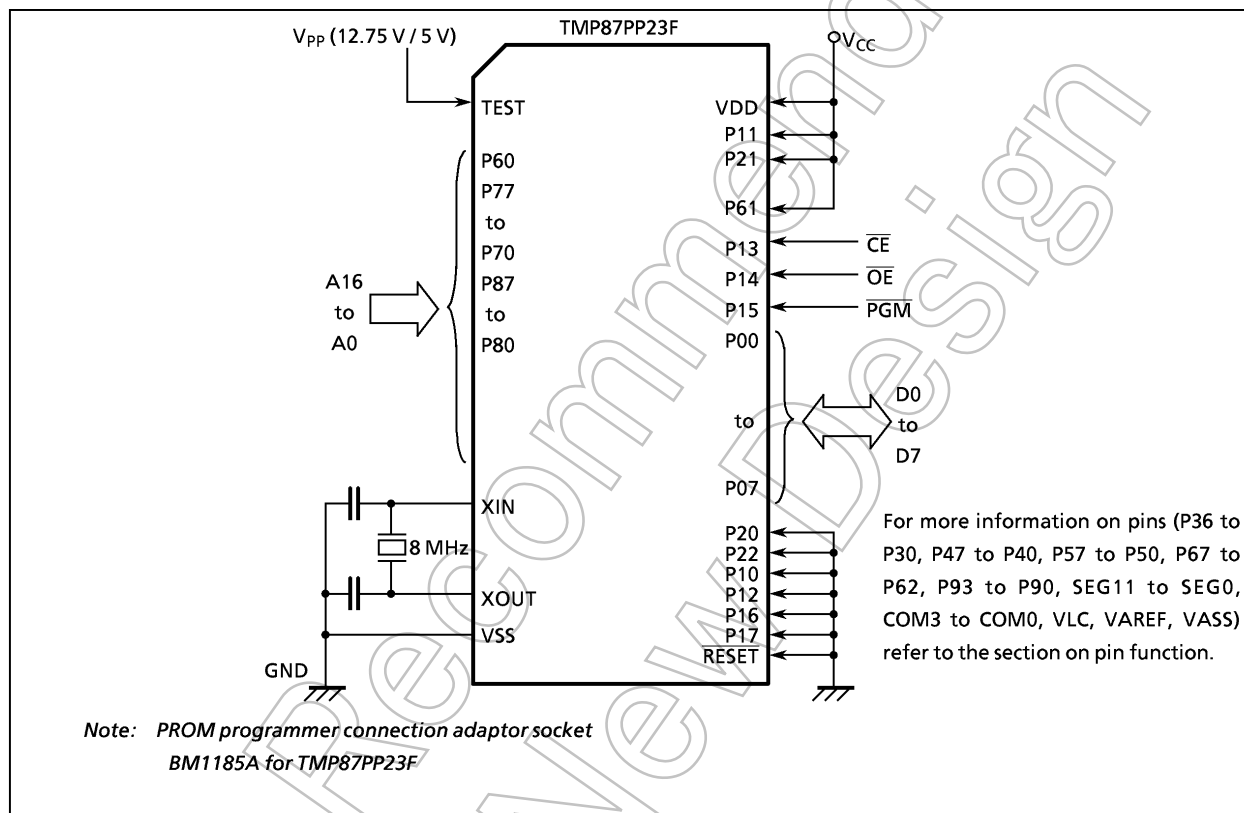 TMP87PP23F
VPP (12.75 V / 5 V)
VCC
TEST
VDD
P11
P21
P61
P60
P77
to
P70
P87
to
P80
A16
to
A0
P13
CE
P14
OE
P15
PGM
P00
to
P07
D0
to
D7
XIN
8 MHz
XOUT
VSS
GND
P20
P22
P10
P12
P16
P17
RESET
For more information on pins (P36 to
P30, P47 to P40, P57 to P50, P67 to
P62, P93 to P90, SEG11 to SEG0,
COM3 to COM0, VLC, VAREF, VASS)
refer to the section on pin function.
Note: PROM programmer connection adaptor socket
BM1185A for TMP87PP23F
Recommend
New Design